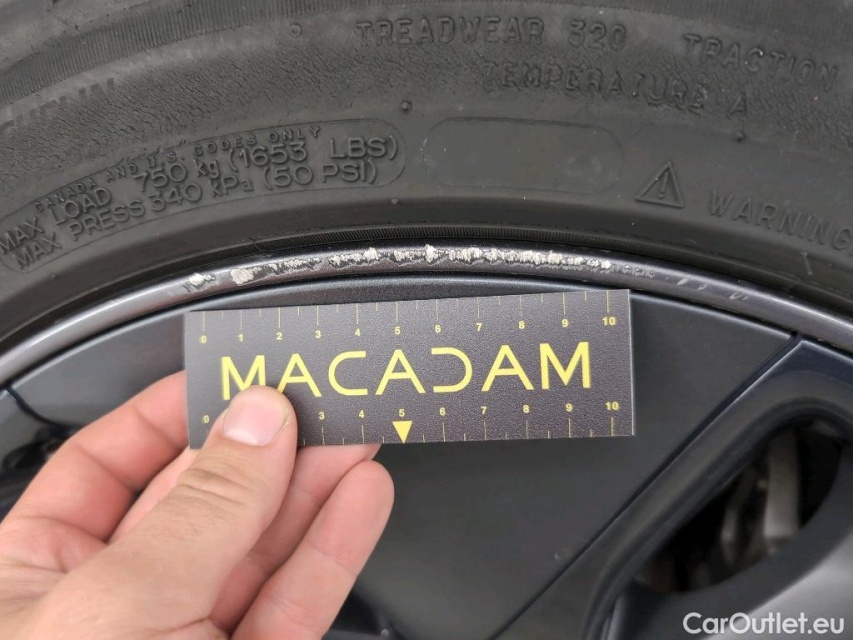 TREADWEAR 320
TRACTION
TEMPERATURE A
CANADA AND U.S. CODES ONLY
MAX LOAD 750 kg (1653 LBS)
MAX PRESS 340 kPa (50 PSI)
WARNING
0 1 2 3 4 5 6 7 8 9 10
MACADAM
0 3 4 5 6 7 8 9 10
CarOutlet.eu